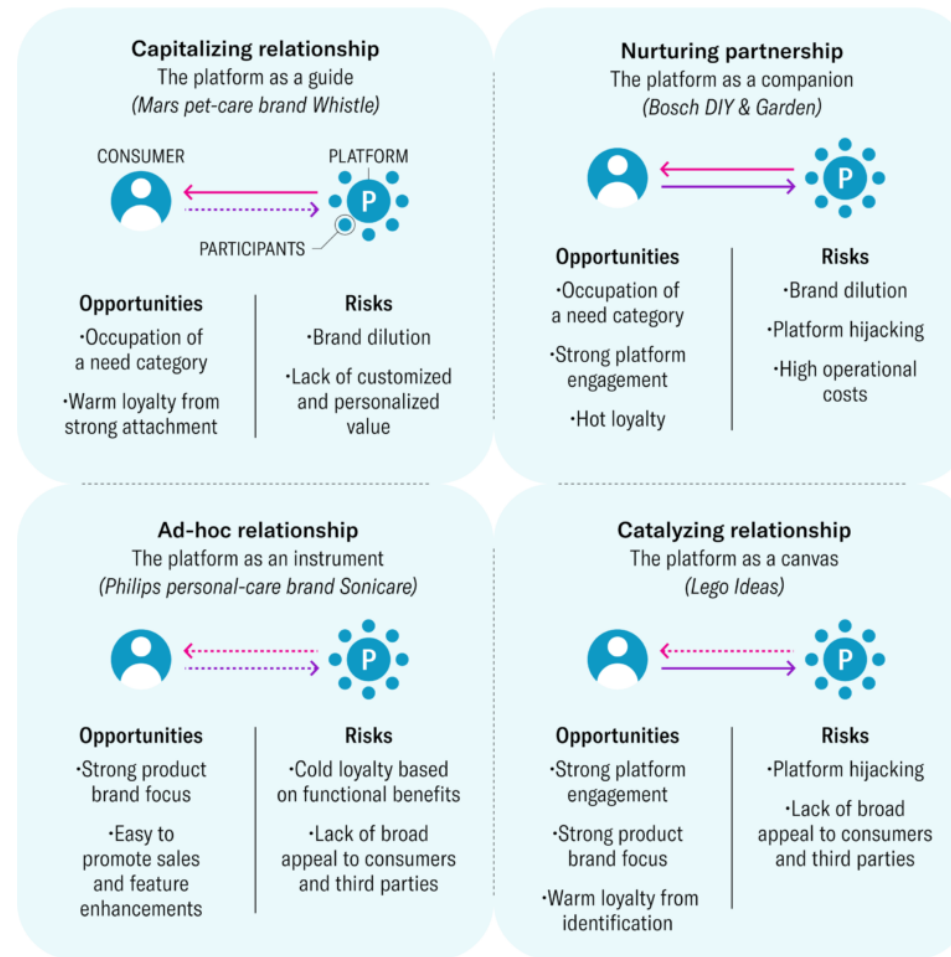 Capitalizing relationship
The platform as a guide
(Mars pet-care brand Whistle)
CONSUMER
PLATFORM
P
PARTICIPANTS
Opportunities
•Occupation of
a need category
•Warm loyalty from
strong attachment
Risks
•Brand dilution
•Lack of customized
and personalized
value
Nurturing partnership
The platform as a companion
(Bosch DIY & Garden)
P
Opportunities
•Occupation of
a need category
•Strong platform
engagement
•Hot loyalty
Risks
•Brand dilution
•Platform hijacking
•High operational
costs
Ad-hoc relationship
The platform as an instrument
(Philips personal-care brand Sonicare)
P
Opportunities
•Strong product
brand focus
•Easy to
promote sales
and feature
enhancements
Risks
•Cold loyalty based
on functional benefits
•Lack of broad
appeal to consumers
and third parties
Catalyzing relationship
The platform as a canvas
(Lego Ideas)
P
Opportunities
•Strong platform
engagement
•Strong product
brand focus
•Warm loyalty from
identification
Risks
•Platform hijacking
•Lack of broad
appeal to consumers
and third parties